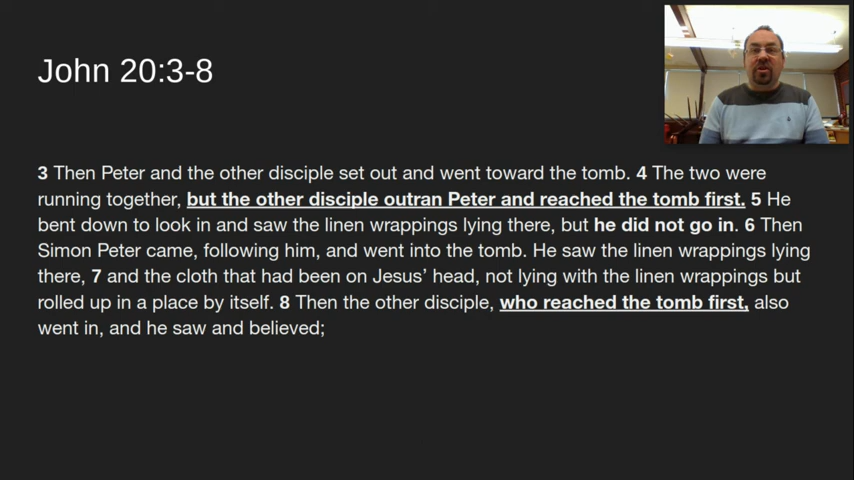 John 20:3-8
3 Then Peter and the other disciple set out and went toward the tomb. 4 The two were
running together, but the other disciple outran Peter and reached the tomb first. 5 He
bent down to look in and saw the linen wrappings lying there, but he did not go in. 6 Then
Simon Peter came, following him, and went into the tomb. He saw the linen wrappings lying
there, 7 and the cloth that had been on Jesus’ head, not lying with the linen wrappings but
rolled up in a place by itself. 8 Then the other disciple, who reached the tomb first, also
went in, and he saw and believed;